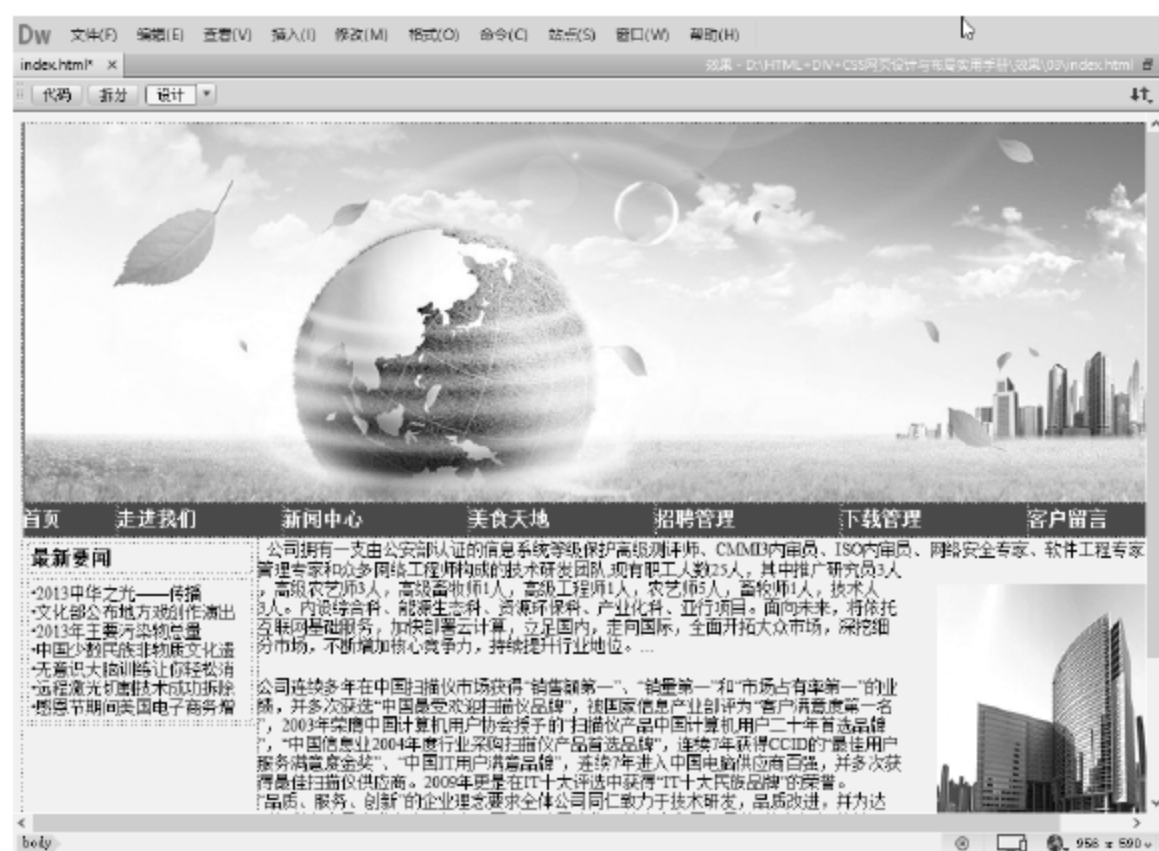 Dw 文件(F) 编辑(E) 查看(V) 插入(I) 修改(M) 格式(O) 命令(C) 站点(S) 窗口(W) 帮助(H)
index.html* × 效果 - D:\HTML+DIV+CSS网页设计与布局实用手册\效果\03\index.html
代码 拆分 设计
首页 走进我们 新闻中心 美食天地 招聘管理 下载管理 客户留言
最新要闻
·2013中华之光——传播
·文化部公布地方戏创作演出
·2013年主要污染物总量
·中国少数民族非物质文化遗
·无意识大脑训练让你轻松消
·远程激光切割技术成功拆除
·感恩节期间美国电子商务增
公司拥有一支由公安部认证的信息系统等级保护高级测评师、CMMI3内审员、ISO内审员、网络安全专家、软件工程专家
管理专家和众多网络工程师构成的技术研发团队,现有职工人数25人，其中推广研究员3人
，高级农艺师3人，高级畜牧师1人，高级工程师1人，农艺师5人，畜牧师1人，技术人
3人。内设综合科、能源生态科、资源环保科、产业化科、亚行项目。面向未来，将依托
互联网基础服务，加快部署云计算，立足国内，走向国际，全面开拓大众市场，深挖细
分市场，不断增加核心竞争力，持续提升行业地位。...
公司连续多年在中国扫描仪市场获得“销售额第一”、“销量第一”和“市场占有率第一”的业
绩，并多次获选“中国最受欢迎扫描仪品牌”，被国家信息产业部评为“客户满意度第一名
”，2003年荣膺中国计算机用户协会授予的“扫描仪产品中国计算机用户二十年首选品牌
”，“中国信息业2004年度行业采购扫描仪产品首选品牌”，连续7年获得CCID的“最佳用户
服务满意度金奖”、“中国IT用户满意品牌”，连续7年进入中国电脑供应商百强，并多次获
得最佳扫描仪供应商。2009年更是在IT十大评选中获得“IT十大民族品牌”的荣誉。
“品质、服务、创新”的企业理念要求全体公司同仁致力于技术研发，品质改进，并为达
body 956 x 590